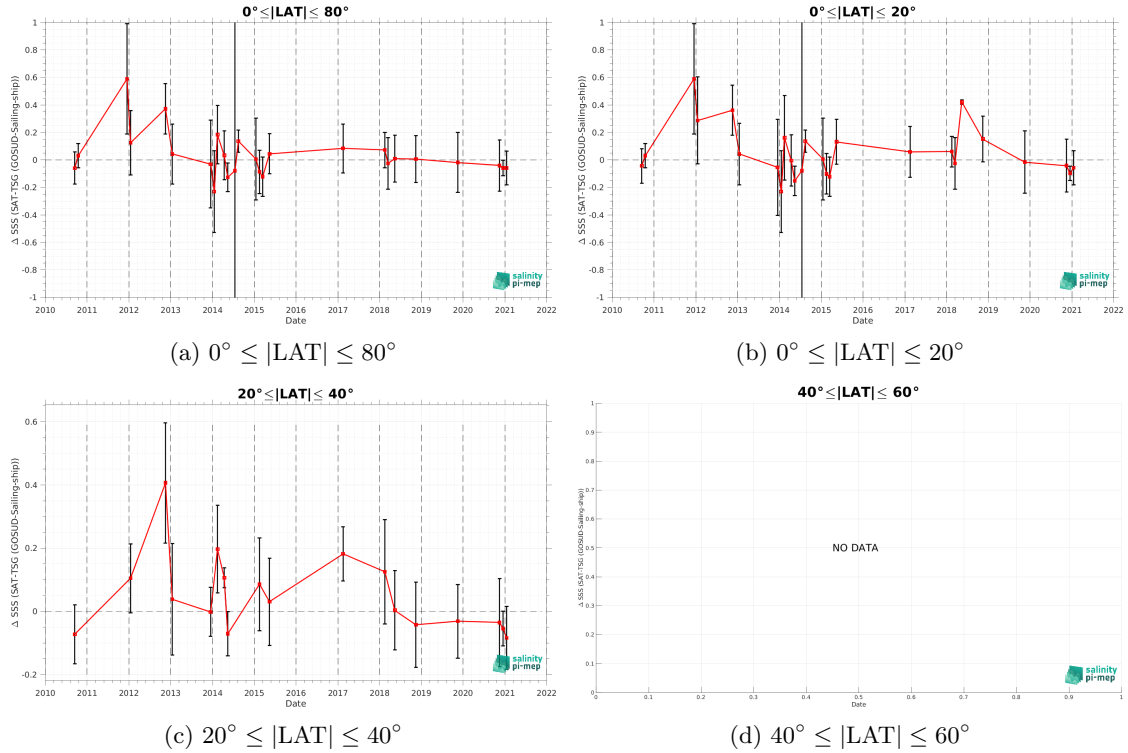 0°≤|LAT|≤ 80°
Δ SSS (SAT-TSG (GOSUD-Sailing-ship))
1
0.8
0.6
0.4
0.2
0
-0.2
-0.4
-0.6
-0.8
-1
2010 2011 2012 2013 2014 2015 2016 2017 2018 2019 2020 2021 2022
Date
salinity
pi-mep
(a) 0° ≤ |LAT| ≤ 80°
0°≤|LAT|≤ 20°
Δ SSS (SAT-TSG (GOSUD-Sailing-ship))
1
0.8
0.6
0.4
0.2
0
-0.2
-0.4
-0.6
-0.8
-1
2010 2011 2012 2013 2014 2015 2016 2017 2018 2019 2020 2021 2022
Date
salinity
pi-mep
(b) 0° ≤ |LAT| ≤ 20°
20°≤|LAT|≤ 40°
Δ SSS (SAT-TSG (GOSUD-Sailing-ship))
0.6
0.4
0.2
0
-0.2
2010 2011 2012 2013 2014 2015 2016 2017 2018 2019 2020 2021 2022
Date
salinity
pi-mep
(c) 20° ≤ |LAT| ≤ 40°
40°≤|LAT|≤ 60°
Δ SSS (SAT-TSG (GOSUD-Sailing-ship))
1
0.9
0.8
0.7
0.6
0.5
0.4
0.3
0.2
0.1
0
NO DATA
0 0.1 0.2 0.3 0.4 0.5 0.6 0.7 0.8 0.9 1
Date
salinity
pi-mep
(d) 40° ≤ |LAT| ≤ 60°